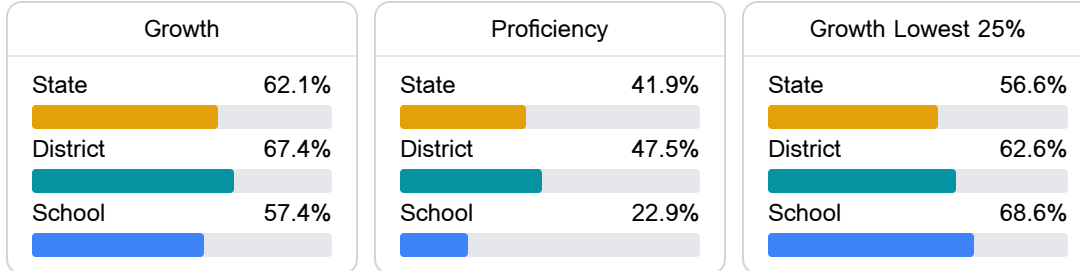 Growth
State 62.1%
District 67.4%
School 57.4%
Proficiency
State 41.9%
District 47.5%
School 22.9%
Growth Lowest 25%
State 56.6%
District 62.6%
School 68.6%